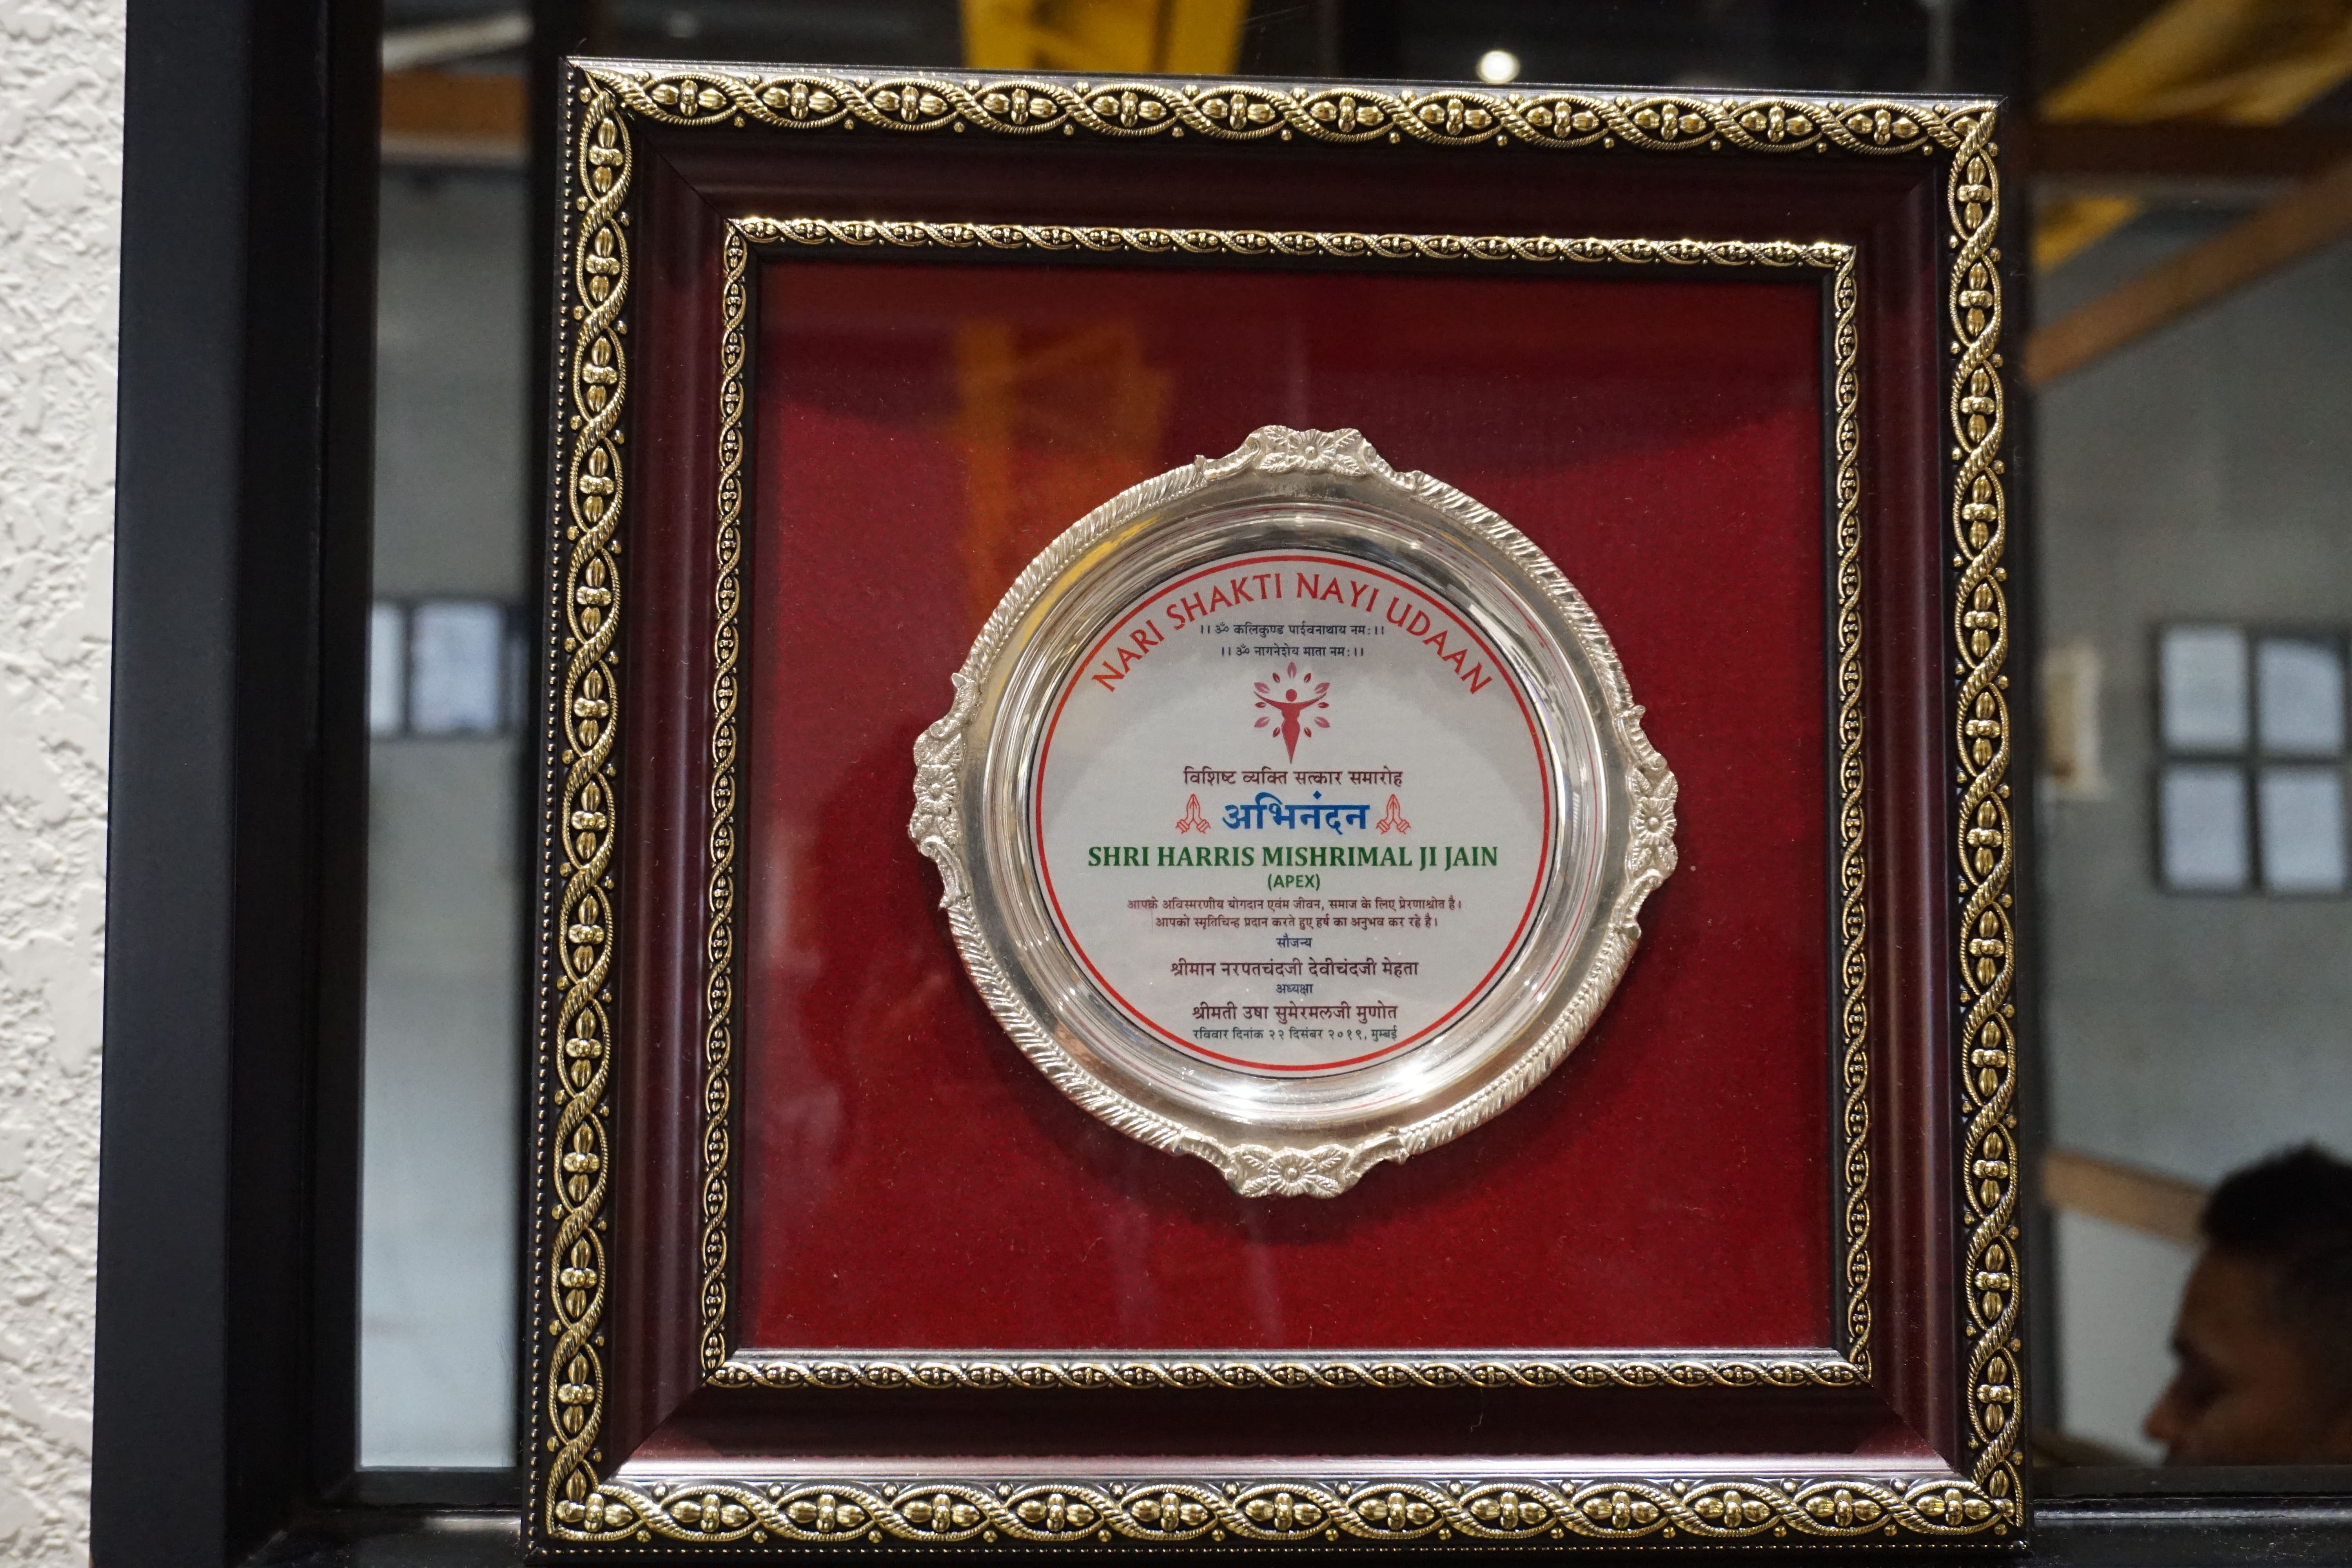 NARI SHAKTI NAYI UDAAN
।। ॐ कलिकुण्ड पार्ईवनाथाय नम:।।
।। ॐ नागनेशेय माता नम:।।
विशिष्ट व्यक्ति सत्कार समारोह
अभिनंदन
SHRI HARRIS MISHRIMAL JI JAIN
(APEX)
आपके अविस्मरणीय योगदान एवंम जीवन, समाज के लिए प्रेरणाश्रोत है।
आपको स्मृतिचिन्ह प्रदान करते हुए हर्ष का अनुभव कर रहे है।
सौजन्य
श्रीमान नरपतचंदजी देवीचंदजी मेहता
अध्यक्षा
श्रीमती उषा सुमेरमलजी मुणोत
रविवार दिनांक २२ दिसंबर २०१९, मुम्बई